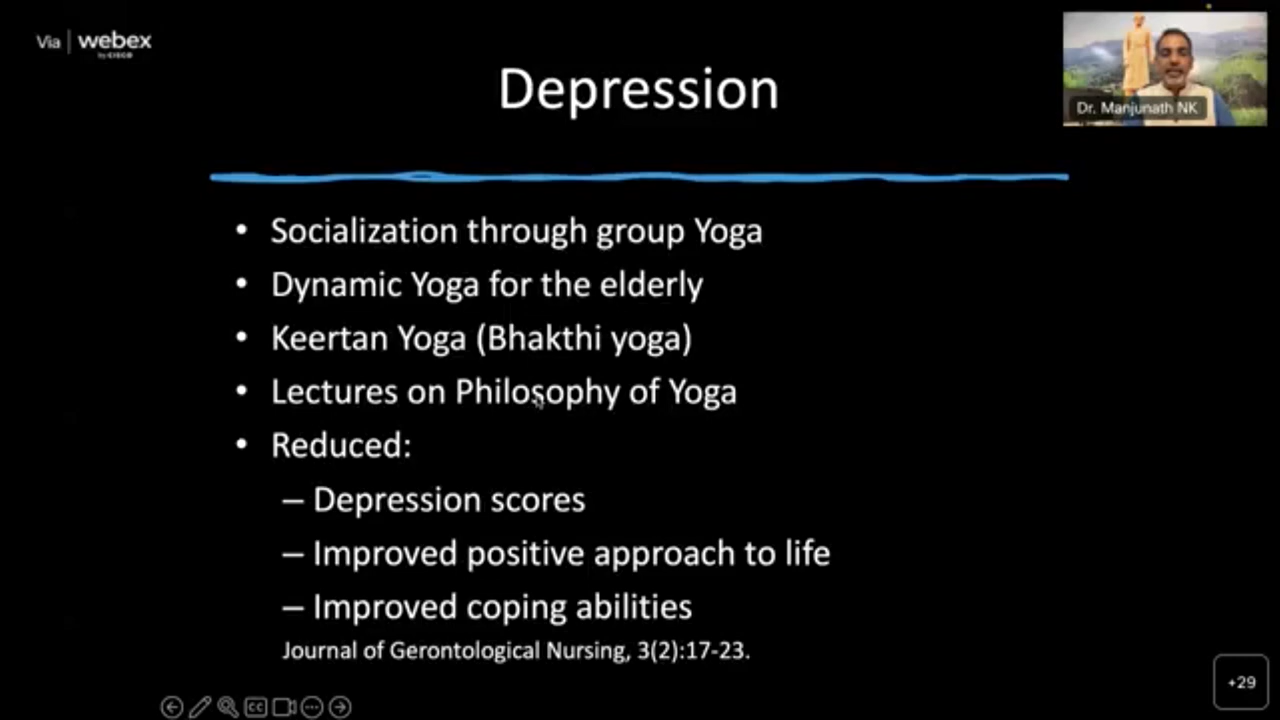 Via | webex
by CISCO
Depression
Dr. Manjunath NK
• Socialization through group Yoga
• Dynamic Yoga for the elderly
• Keertan Yoga (Bhakthi yoga)
• Lectures on Philosophy of Yoga
• Reduced:
– Depression scores
– Improved positive approach to life
– Improved coping abilities
Journal of Gerontological Nursing, 3(2):17-23.
CC
+29